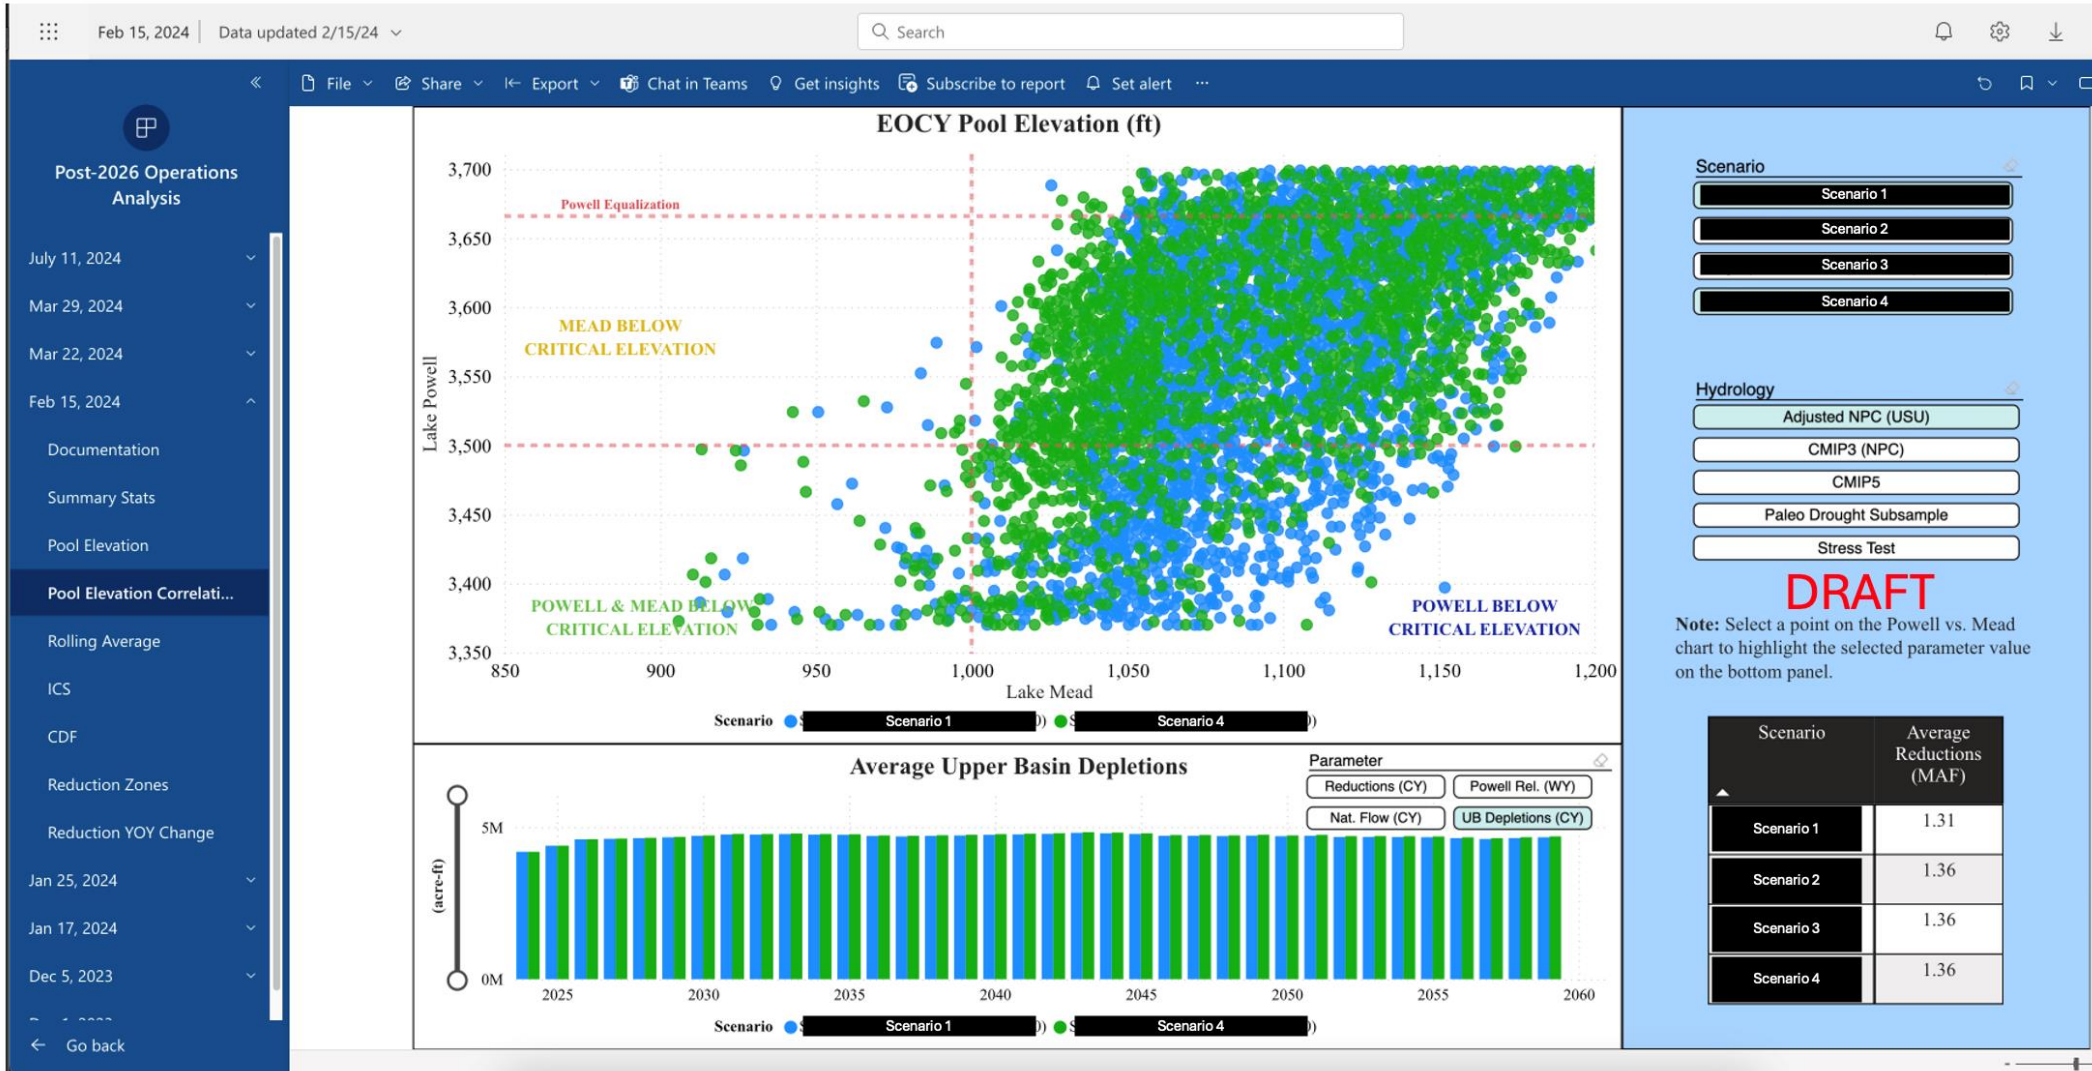 Feb 15, 2024 | Data updated 2/15/24
Search
Post-2026 Operations
Analysis
July 11, 2024
Mar 29, 2024
Mar 22, 2024
Feb 15, 2024
Documentation
Summary Stats
Pool Elevation
Pool Elevation Correlati...
Rolling Average
ICS
CDF
Reduction Zones
Reduction YOY Change
Jan 25, 2024
Jan 17, 2024
Dec 5, 2023
Go back
File Share Export Chat in Teams Get insights Subscribe to report Set alert ...
EOCY Pool Elevation (ft)
Lake Powell
3,700
3,650
3,600
3,550
3,500
3,450
3,400
3,350
Powell Equalization
MEAD BELOW
CRITICAL ELEVATION
POWELL & MEAD BELOW
CRITICAL ELEVATION
POWELL BELOW
CRITICAL ELEVATION
850 900 950 1,000 1,050 1,100 1,150 1,200
Lake Mead
Scenario Scenario 1 Scenario 4
Average Upper Basin Depletions
Parameter
Reductions (CY) Powell Rel. (WY)
Nat. Flow (CY) UB Depletions (CY)
(acre-ft)
5M
0M
2025 2030 2035 2040 2045 2050 2055 2060
Scenario Scenario 1 Scenario 4
Scenario
Scenario 1
Scenario 2
Scenario 3
Scenario 4
Hydrology
Adjusted NPC (USU)
CMIP3 (NPC)
CMIP5
Paleo Drought Subsample
Stress Test
DRAFT
Note: Select a point on the Powell vs. Mead
chart to highlight the selected parameter value
on the bottom panel.
Scenario Average
Reductions
(MAF)
Scenario 1 1.31
Scenario 2 1.36
Scenario 3 1.36
Scenario 4 1.36